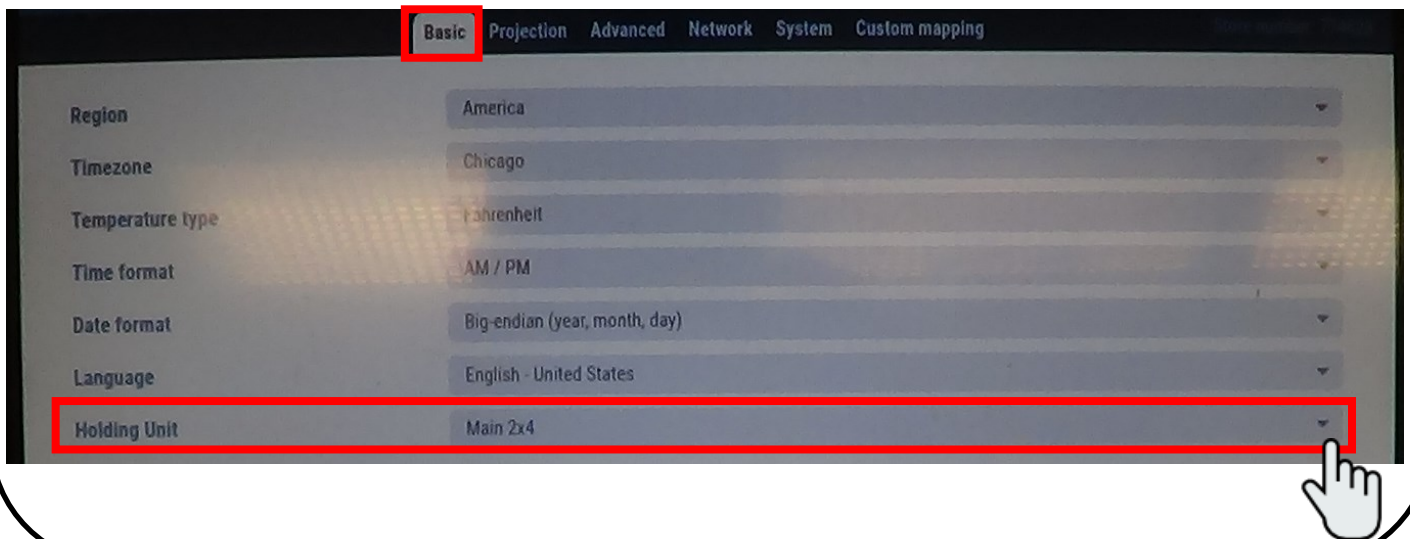 Basic Projection Advanced Network System Custom mapping
Region America
Timezone Chicago
Temperature type Fahrenheit
Time format AM / PM
Date format Big-endian (year, month, day)
Language English - United States
Holding Unit Main 2x4